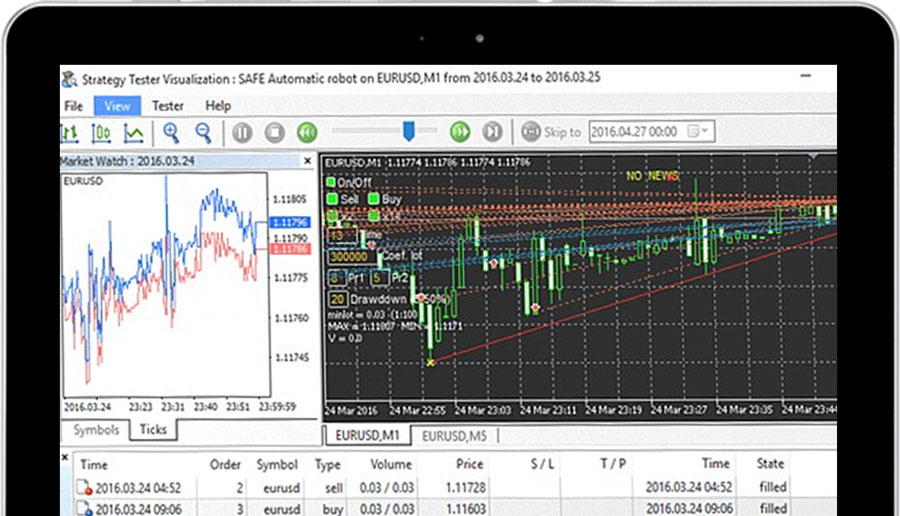 Strategy Tester Visualization : SAFE Automatic robot on EURUSD,M1 from 2016.03.24 to 2016.03.25
File View Tester Help
Skip to 2016.04.27 00:00
Market Watch : 2016.03.24
EURUSD
1.11805
1.11796
1.11790
1.11786
1.11775
1.11760
1.11745
2016.03.24 23:23 23:31 23:40 23:51 23:59:59
Symbols Ticks
EURUSD,M1 1.11774 1.11786 1.11774 1.11786
NO NEWS
On/Off
Sell Buy
300000 Coef. lot
Pr1 5 Pr2
20 Drawddwn
minlot = 0.03 (1:100
MAX = 1.11807 MIN =
V = 0.0
24 Mar 2016 24 Mar 22:55 24 Mar 23:03 24 Mar 23:11 24 Mar 23:19 24 Mar 23:27 24 Mar 23:35 24 Mar 23:44
EURUSD,M1 EURUSD,M5
Time Order Symbol Type Volume Price S / L T / P Time State
2016.03.24 04:52 2 eurusd sell 0.03 / 0.03 1.11728 2016.03.24 04:52 filled
2016.03.24 09:06 3 eurusd buy 0.03 / 0.03 1.11603 2016.03.24 09:06 filled